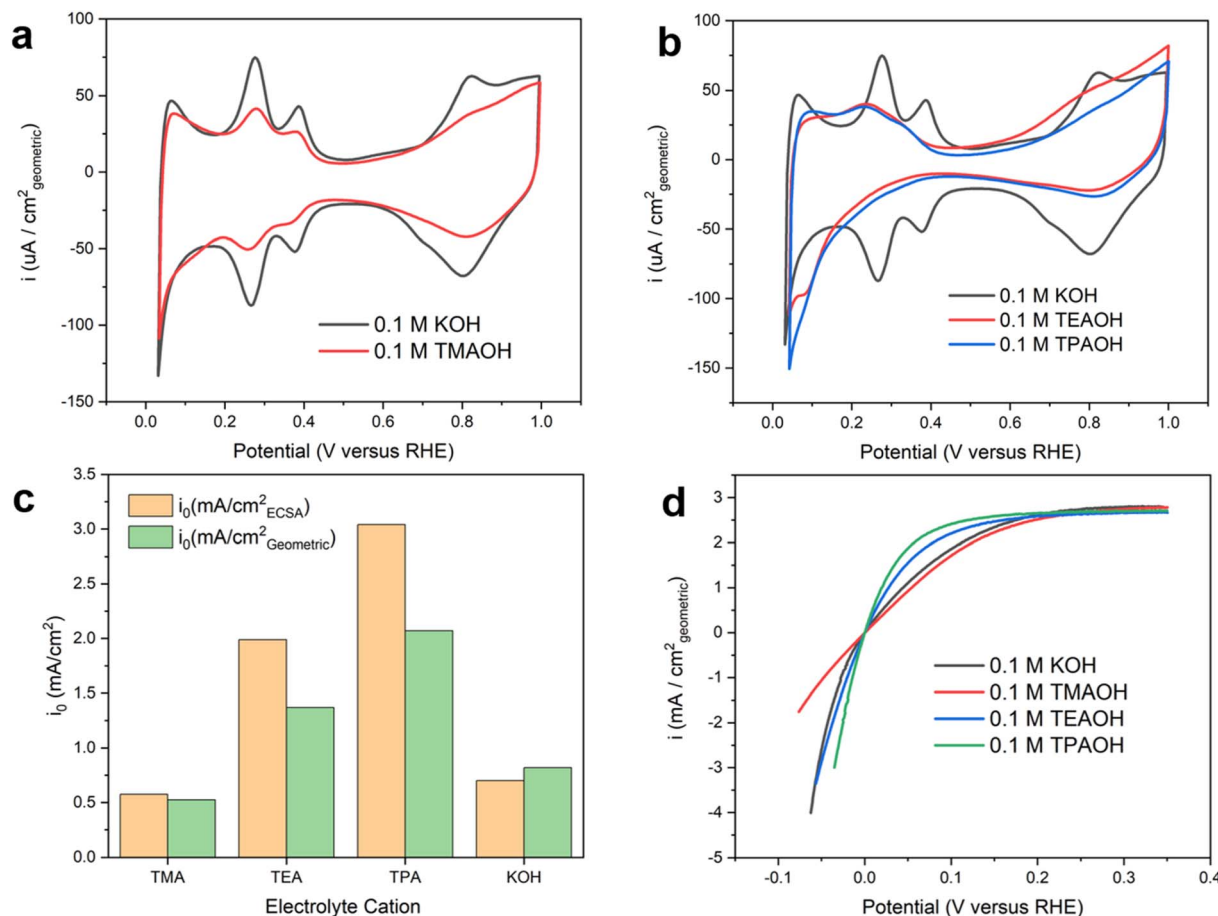 a
100
50
0
-50
-100
-150
i (uA / cm²geometric)
0.1 M KOH
0.1 M TMAOH
0.0 0.2 0.4 0.6 0.8 1.0
Potential (V versus RHE)
b
100
50
0
-50
-100
-150
i (uA / cm²geometric)
0.1 M KOH
0.1 M TEAOH
0.1 M TPAOH
0.0 0.2 0.4 0.6 0.8 1.0
Potential (V versus RHE)
c
3.5
3.0
2.5
2.0
1.5
1.0
0.5
0.0
i₀ (mA/cm²)
i₀(mA/cm²ECSA)
i₀(mA/cm²Geometric)
TMA TEA TPA KOH
Electrolyte Cation
d
3
2
1
0
-1
-2
-3
-4
-5
i (mA / cm²geometric)
0.1 M KOH
0.1 M TMAOH
0.1 M TEAOH
0.1 M TPAOH
-0.1 0.0 0.1 0.2 0.3 0.4
Potential (V versus RHE)